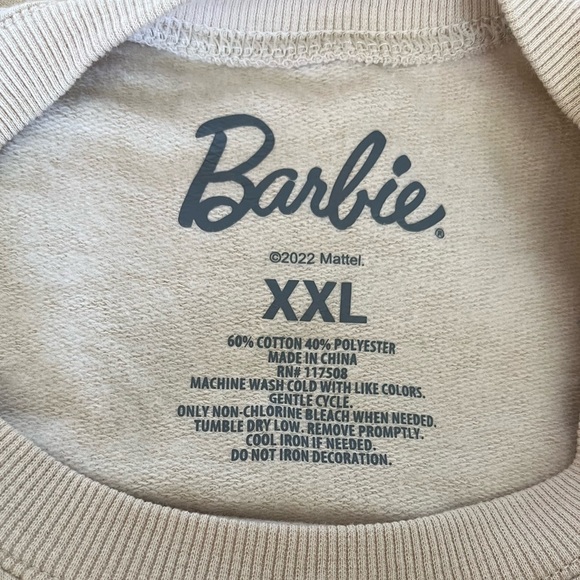 Barbie®
©2022 Mattel.
XXL
60% COTTON 40% POLYESTER
MADE IN CHINA
RN# 117508
MACHINE WASH COLD WITH LIKE COLORS.
GENTLE CYCLE.
ONLY NON-CHLORINE BLEACH WHEN NEEDED.
TUMBLE DRY LOW. REMOVE PROMPTLY.
COOL IRON IF NEEDED.
DO NOT IRON DECORATION.